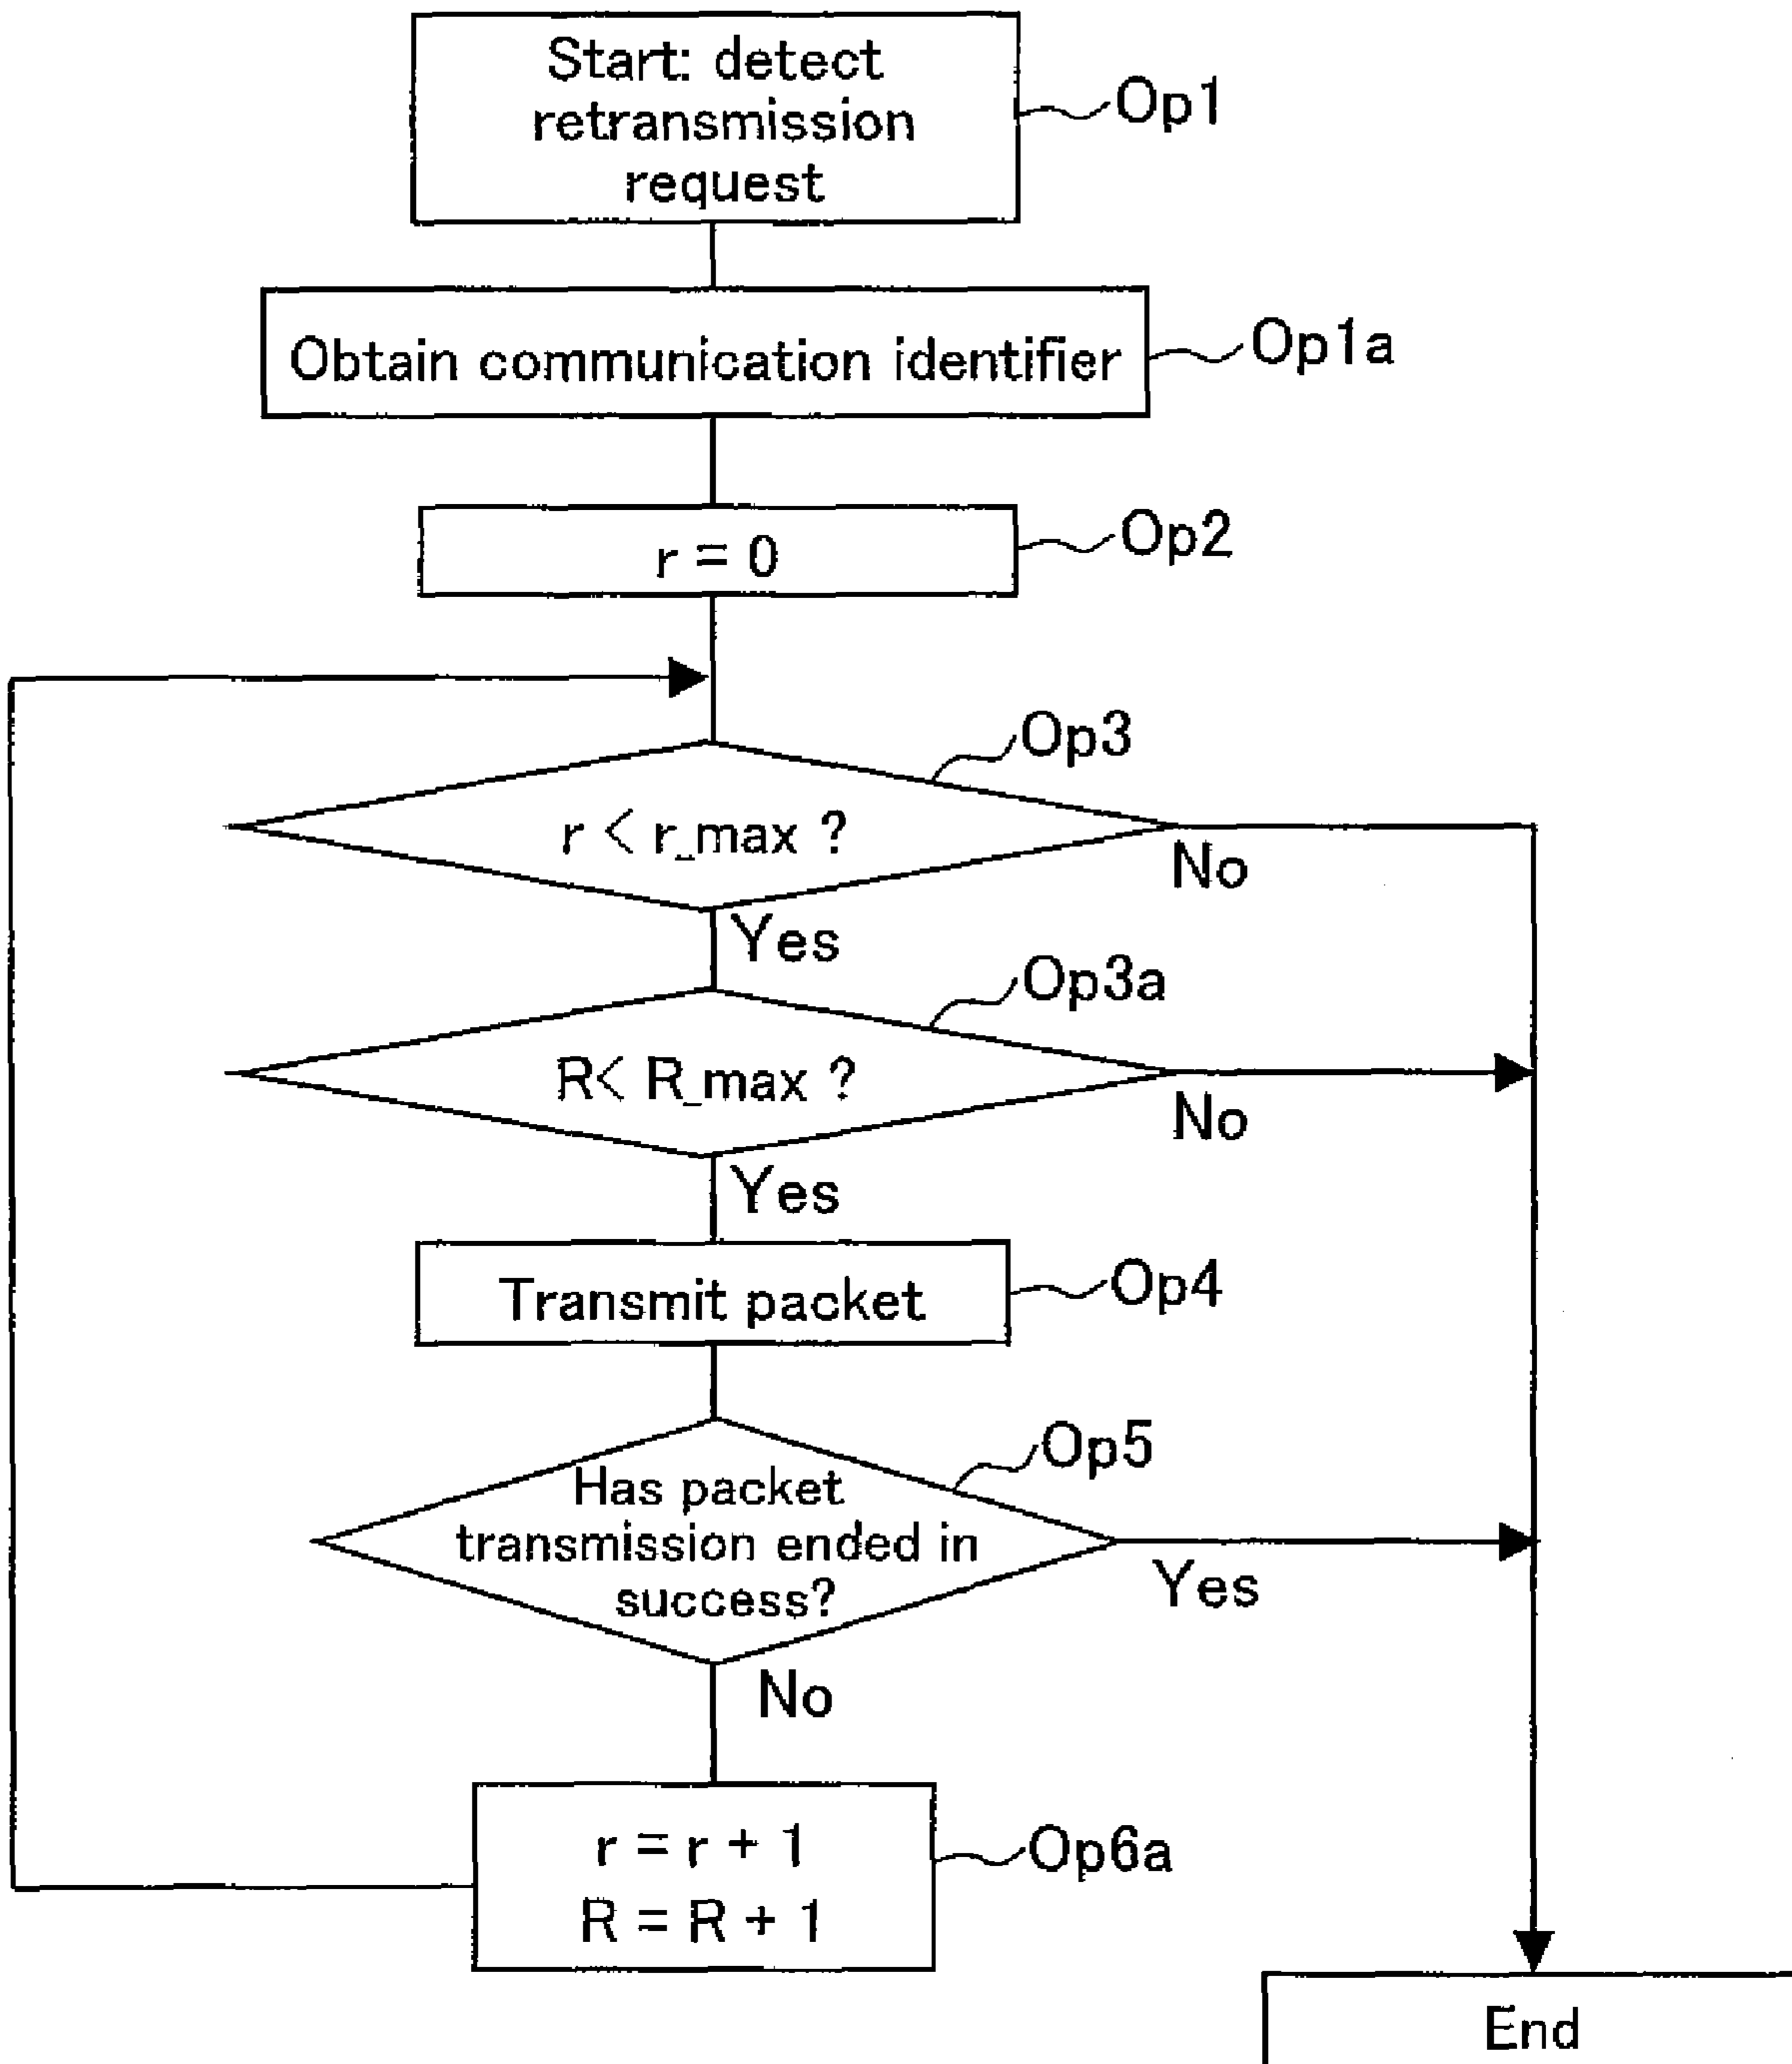 Start: detect
retransmission
request
Op1
Obtain communication identifier
Op1a
r = 0
Op2
Op3
r < r_max ?
No
Yes
Op3a
R< R_max ?
No
Yes
Transmit packet
Op4
Op5
Has packet
transmission ended in
success?
Yes
No
r = r + 1
R = R + 1
Op6a
End